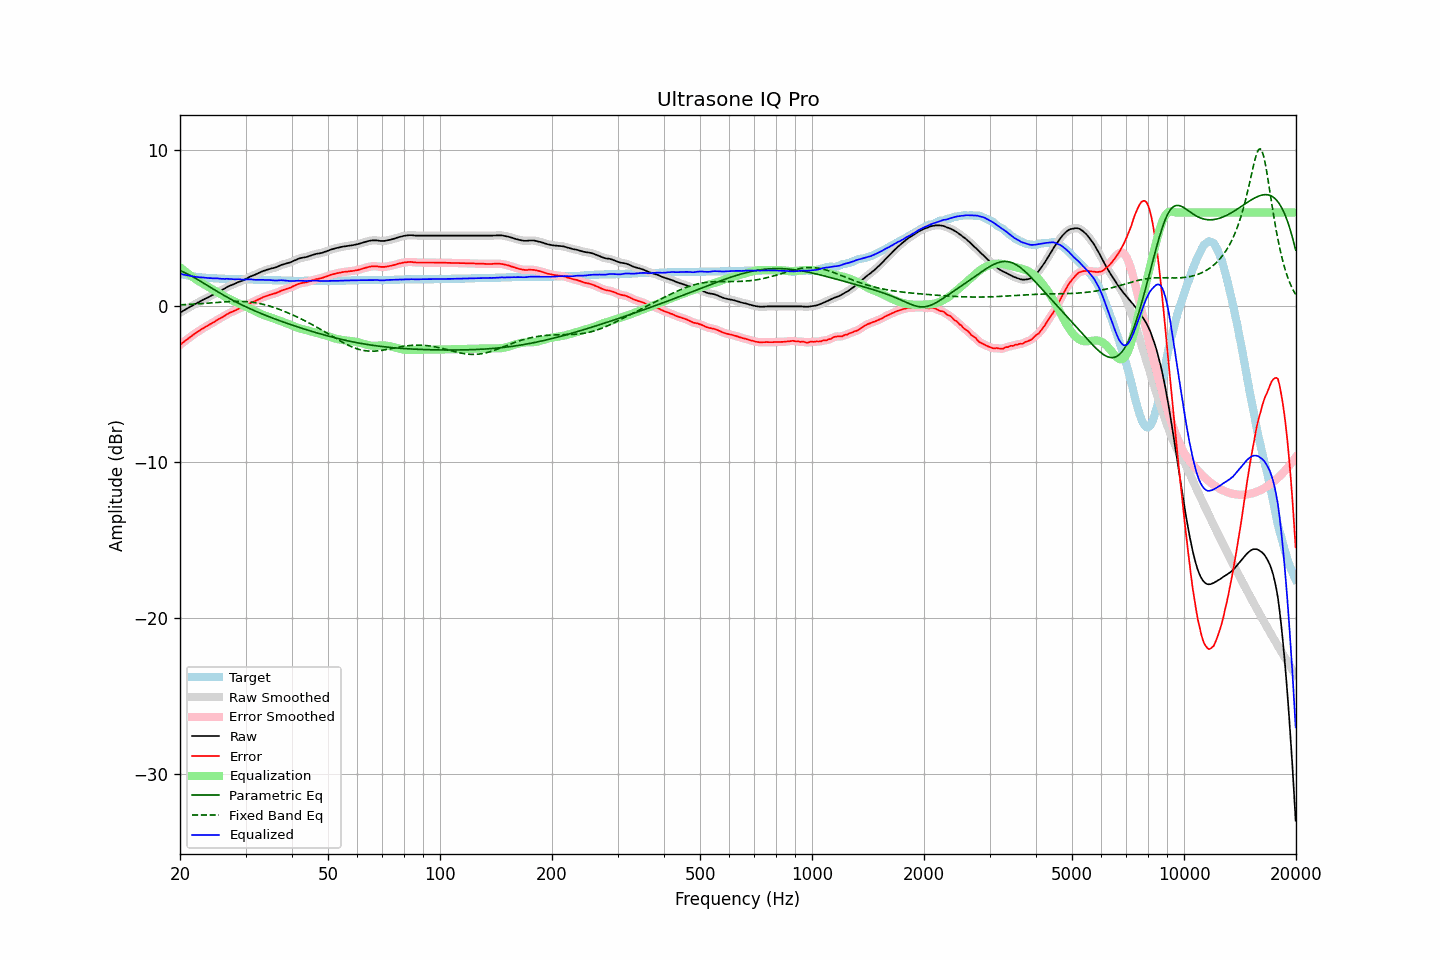 Ultrasone IQ Pro
10
0
−10
−20
−30
Amplitude (dBr)
Target
Raw Smoothed
Error Smoothed
Raw
Error
Equalization
Parametric Eq
Fixed Band Eq
Equalized
20 50 100 200 500 1000 2000 5000 10000 20000
Frequency (Hz)